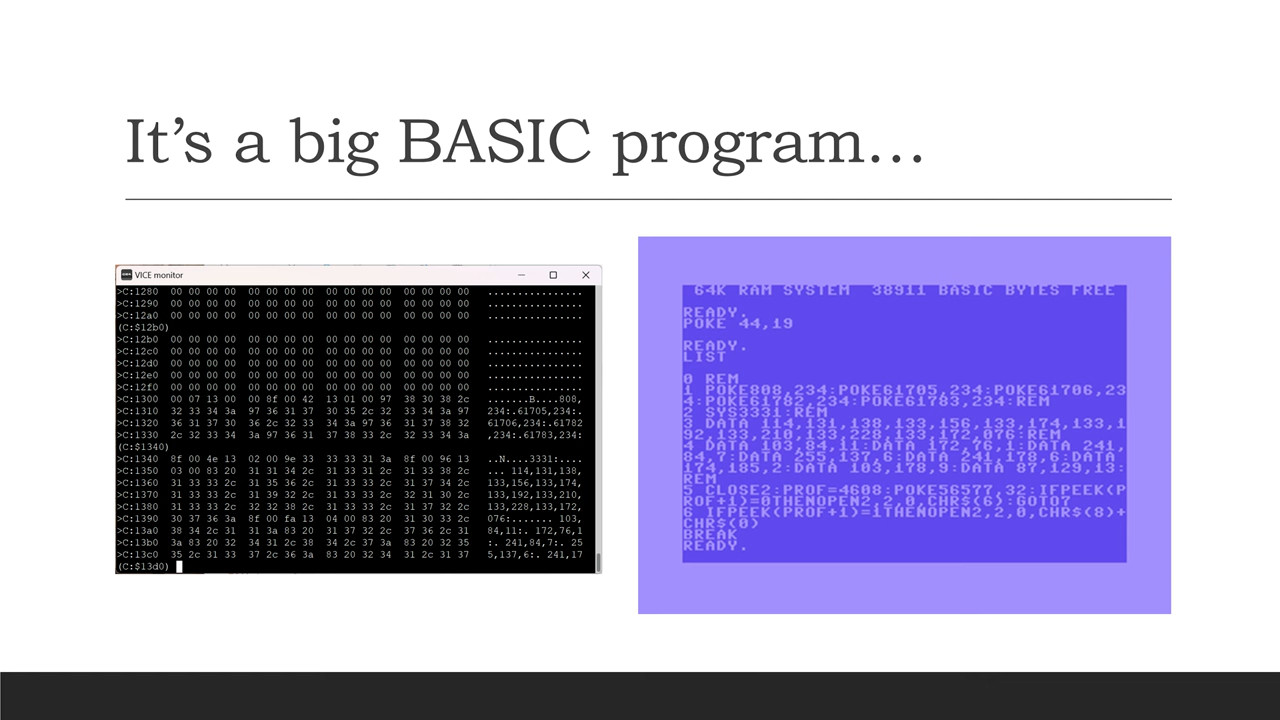 It’s a big BASIC program…
VICE monitor
>C:1280 00 00 00 00 00 00 00 00 00 00 00 00 00 00 00 00 ................
>C:1290 00 00 00 00 00 00 00 00 00 00 00 00 00 00 00 00 ................
>C:12a0 00 00 00 00 00 00 00 00 00 00 00 00 00 00 00 00 ................
(C:$12b0)
>C:12b0 00 00 00 00 00 00 00 00 00 00 00 00 00 00 00 00 ................
>C:12c0 00 00 00 00 00 00 00 00 00 00 00 00 00 00 00 00 ................
>C:12d0 00 00 00 00 00 00 00 00 00 00 00 00 00 00 00 00 ................
>C:12e0 00 00 00 00 00 00 00 00 00 00 00 00 00 00 00 00 ................
>C:12f0 00 00 00 00 00 00 00 00 00 00 00 00 00 00 00 00 ................
>C:1300 00 07 13 00 00 8f 00 42 13 01 00 97 38 30 38 2c .......B....808,
>C:1310 32 33 34 3a 97 36 31 37 30 35 2c 32 33 34 3a 97 234:.61705,234:.
>C:1320 36 31 37 30 36 2c 32 33 34 3a 97 36 31 37 38 32 61706,234:.61782
>C:1330 2c 32 33 34 3a 97 36 31 37 38 33 2c 32 33 34 3a ,234:.61783,234:
(C:$1340)
>C:1340 8f 00 4e 13 02 00 9e 33 33 33 31 3a 8f 00 96 13 ..N....3331:....
>C:1350 03 00 83 20 31 31 34 2c 31 33 31 2c 31 33 38 2c ... 114,131,138,
>C:1360 31 33 33 2c 31 35 36 2c 31 33 33 2c 31 37 34 2c 133,156,133,174,
>C:1370 31 33 33 2c 31 39 32 2c 31 33 33 2c 32 31 30 2c 133,192,133,210,
>C:1380 31 33 33 2c 32 32 38 2c 31 33 33 2c 31 37 32 2c 133,228,133,172,
>C:1390 30 37 36 3a 8f 00 fa 13 04 00 83 20 31 30 33 2c 076:....... 103,
>C:13a0 38 34 2c 31 31 3a 83 20 31 37 32 2c 37 36 2c 31 84,11:. 172,76,1
>C:13b0 3a 83 20 32 34 31 2c 38 34 2c 37 3a 83 20 32 35 :. 241,84,7:. 25
>C:13c0 35 2c 31 33 37 2c 36 3a 83 20 32 34 31 2c 31 37 5,137,6:. 241,17
(C:$13d0)
64K RAM SYSTEM 38911 BASIC BYTES FREE
READY.
POKE 44,19
READY.
LIST
0 REM
1 POKE808,234:POKE61705,234:POKE61706,23
4:POKE61782,234:POKE61783,234:REM
2 SYS3331:REM
3 DATA 114,131,138,133,156,133,174,133,1
92,133,210,133,228,133,172,076:REM
4 DATA 103,84,11:DATA 172,76,1:DATA 241,
84,7:DATA 255,137,6:DATA 241,178,6:DATA
174,185,2:DATA 103,178,9:DATA 87,129,13:
REM
5 CLOSE2:PROF=4608:POKE56577,32:IFPEEK(P
ROF+1)=0THENOPEN2,2,0,CHR$(6):GOTO7
6 IFPEEK(PROF+1)=1THENOPEN2,2,0,CHR$(8)+
CHR$(0)
BREAK
READY.